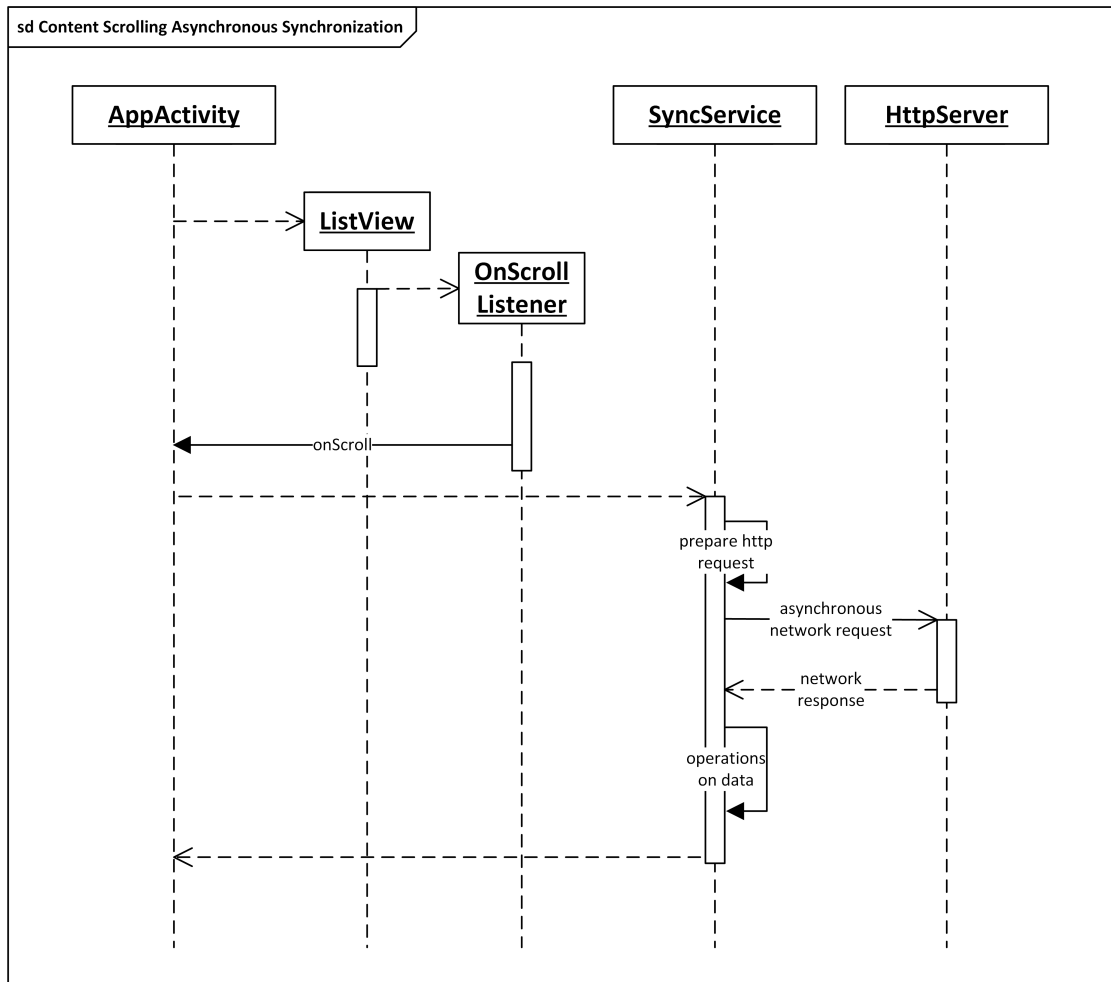 sd Content Scrolling Asynchronous Synchronization
AppActivity
SyncService
HttpServer
ListView
OnScroll
Listener
onScroll
prepare http
request
asynchronous
network request
network
response
operations
on data